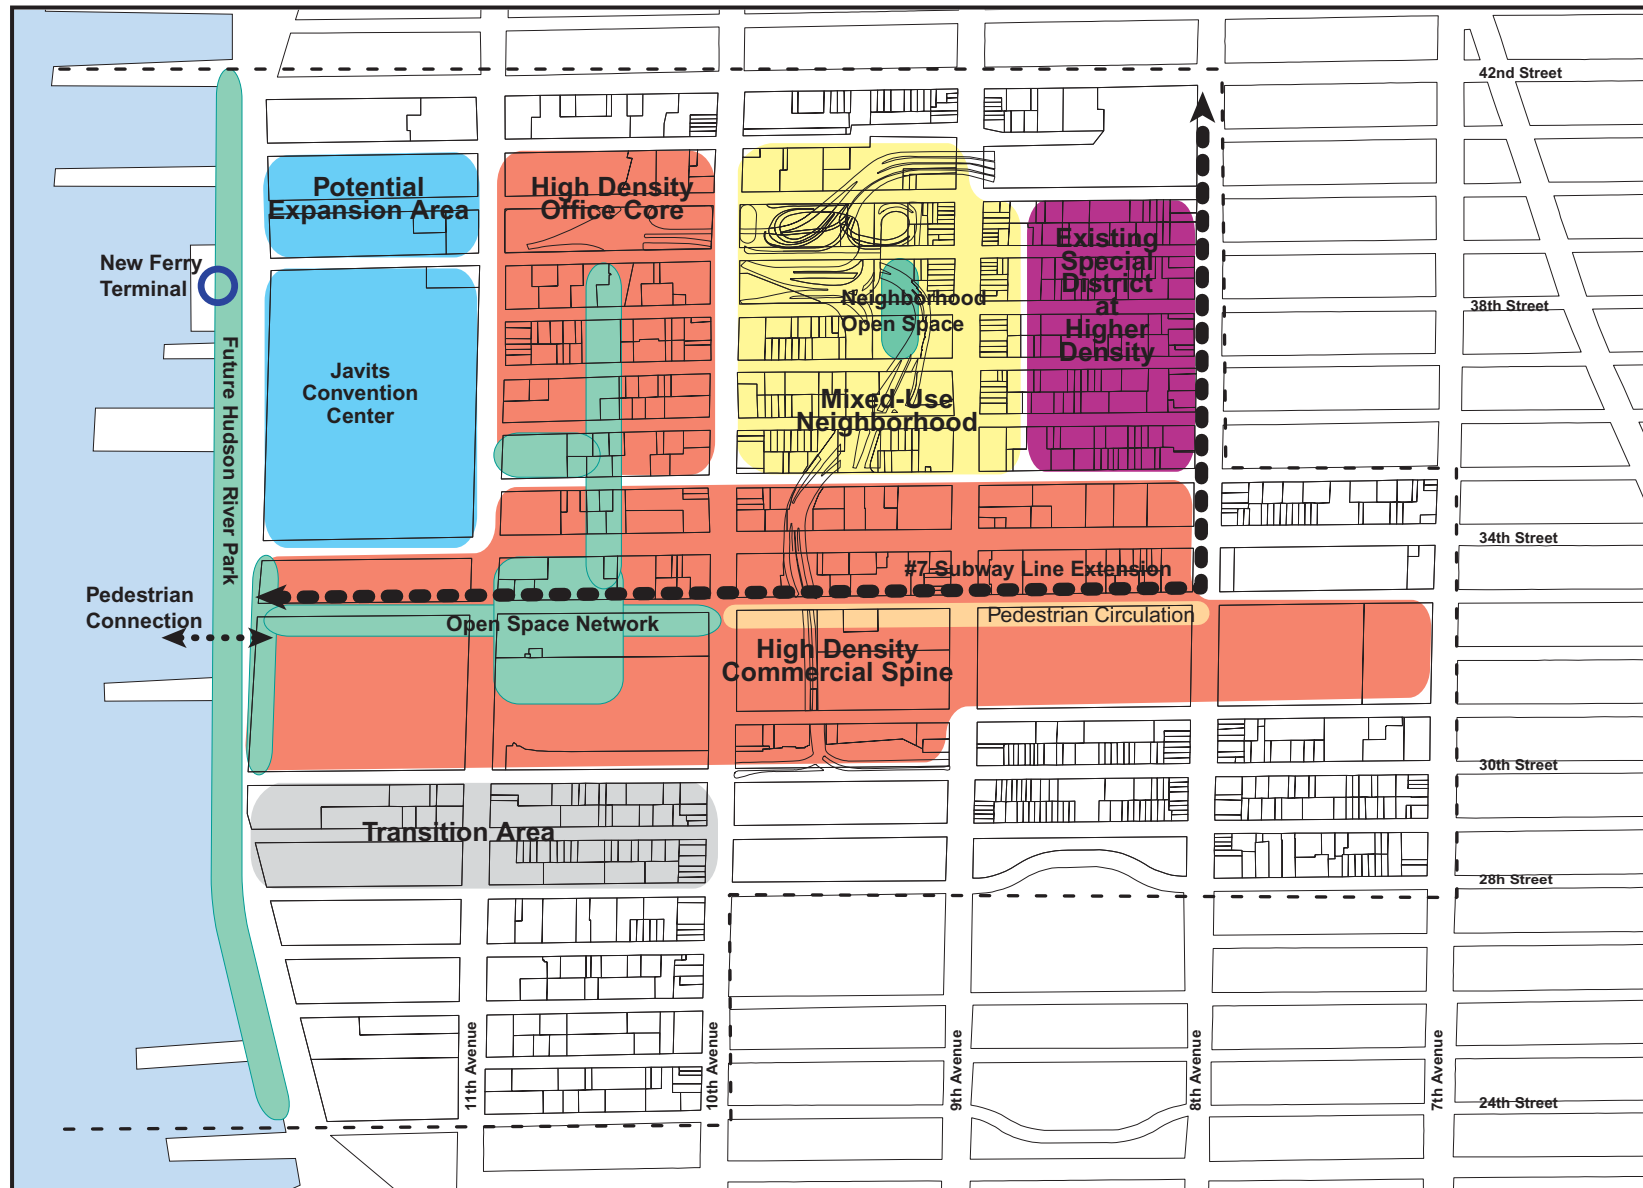 42nd Street
Potential
Expansion Area
High Density
Office Core
Existing
Special
District
at
Higher
Density
New Ferry
Terminal
Neighborhood
Open Space
38th Street
Future Hudson River Park
Javits
Convention
Center
Mixed-Use
Neighborhood
34th Street
#7 Subway Line Extension
Pedestrian
Connection
Open Space Network
Pedestrian Circulation
High Density
Commercial Spine
30th Street
Transition Area
28h Street
11th Avenue
10th Avenue
9th Avenue
8th Avenue
7th Avenue
24th Street